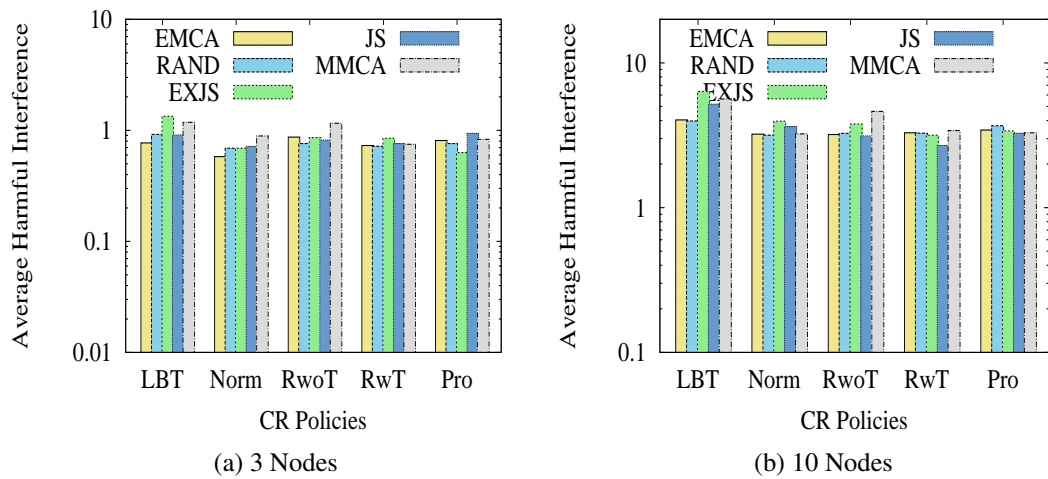 Average Harmful Interference
1
0.1
0.01
EMCA
RAND
EXJS
JS
MMCA
LBT Norm RwoT RwT Pro
CR Policies
(a) 3 Nodes
Average Harmful Interference
10
1
0.1
EMCA
RAND
EXJS
JS
MMCA
LBT Norm RwoT RwT Pro
CR Policies
(b) 10 Nodes